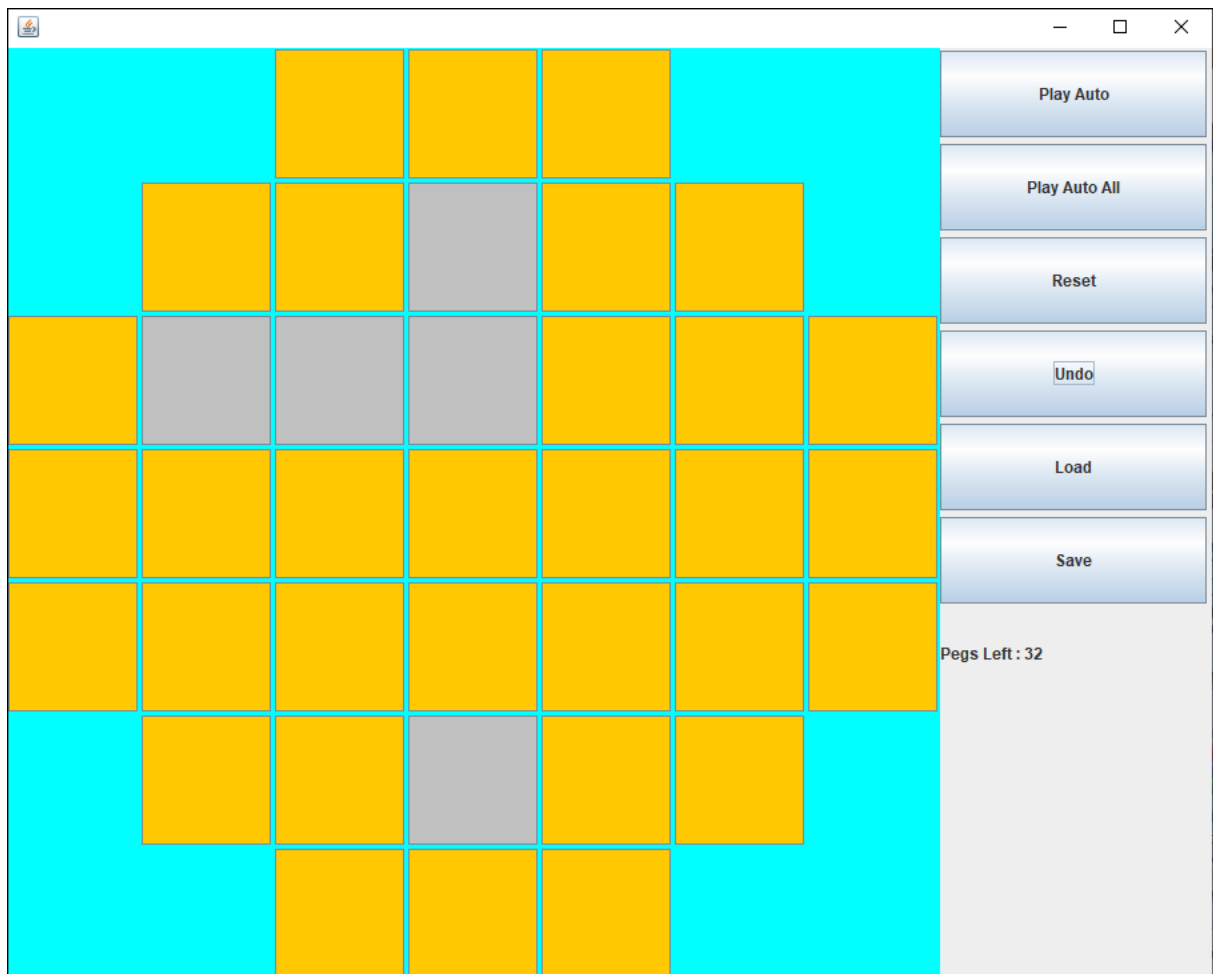 Play Auto
Play Auto All
Reset
Undo
Load
Save
Pegs Left : 32